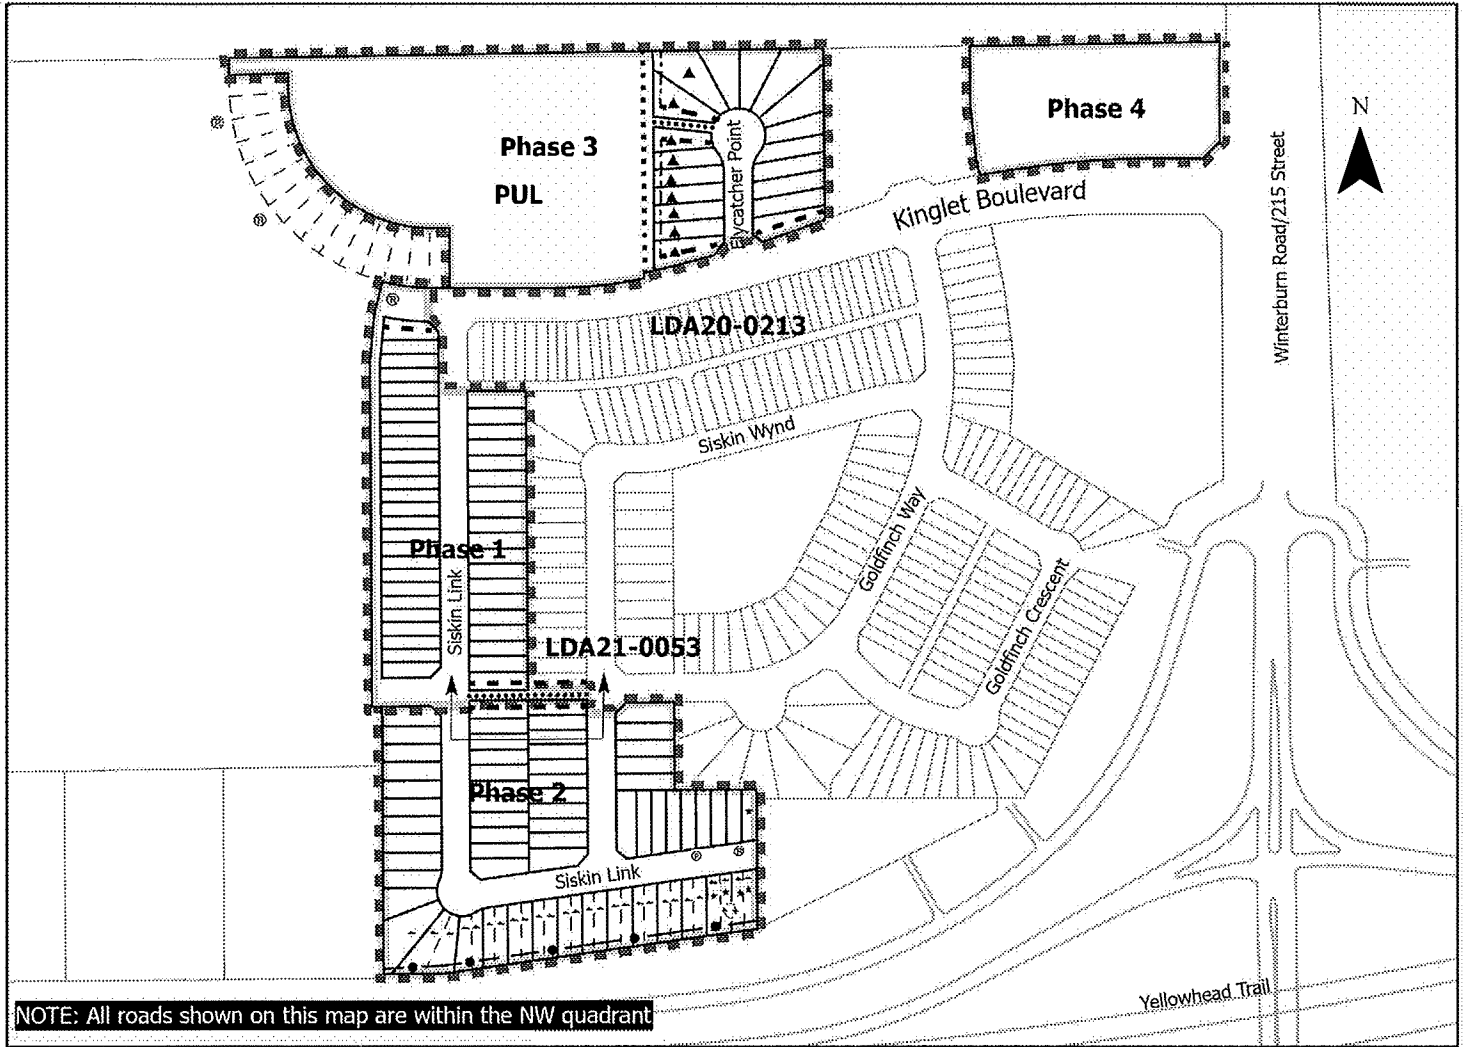 Phase 3
PUL
Flycatcher Point
Phase 4
N
Kinglet Boulevard
Winterburn Road/215 Street
LDA20-0213
Siskin Wynd
Phase 1
Siskin Link
Goldfinch Way
Goldfinch Crescent
LDA21-0053
Phase 2
Siskin Link
Yellowhead Trail
NOTE: All roads shown on this map are within the NW quadrant